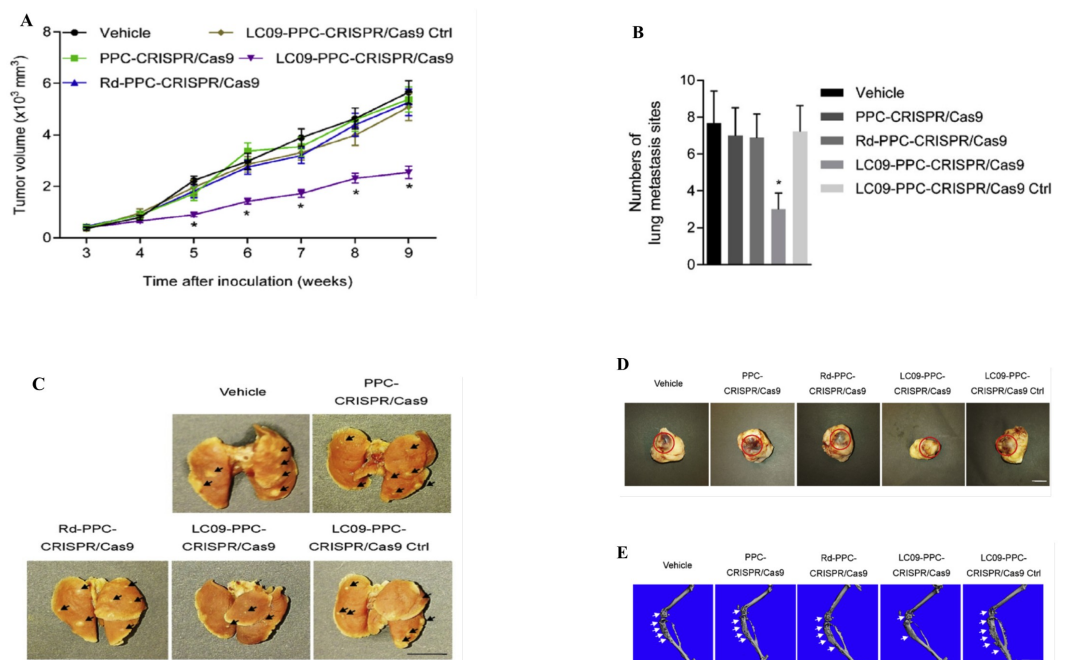 A
8
6
4
2
0
Tumor volume (x10³ mm³)
Vehicle
LC09-PPC-CRISPR/Cas9 Ctrl
PPC-CRISPR/Cas9
LC09-PPC-CRISPR/Cas9
Rd-PPC-CRISPR/Cas9
* * * * *
3 4 5 6 7 8 9
Time after inoculation (weeks)
B
10
8
6
4
2
0
Numbers of
lung metastasis sites
*
Vehicle
PPC-CRISPR/Cas9
Rd-PPC-CRISPR/Cas9
LC09-PPC-CRISPR/Cas9
LC09-PPC-CRISPR/Cas9 Ctrl
C
Vehicle
PPC-
CRISPR/Cas9
Rd-PPC-
CRISPR/Cas9
LC09-PPC-
CRISPR/Cas9
LC09-PPC-
CRISPR/Cas9 Ctrl
D
Vehicle
PPC-
CRISPR/Cas9
Rd-PPC-
CRISPR/Cas9
LC09-PPC-
CRISPR/Cas9
LC09-PPC-
CRISPR/Cas9 Ctrl
E
Vehicle
PPC-
CRISPR/Cas9
Rd-PPC-
CRISPR/Cas9
LC09-PPC-
CRISPR/Cas9
LC09-PPC-
CRISPR/Cas9 Ctrl